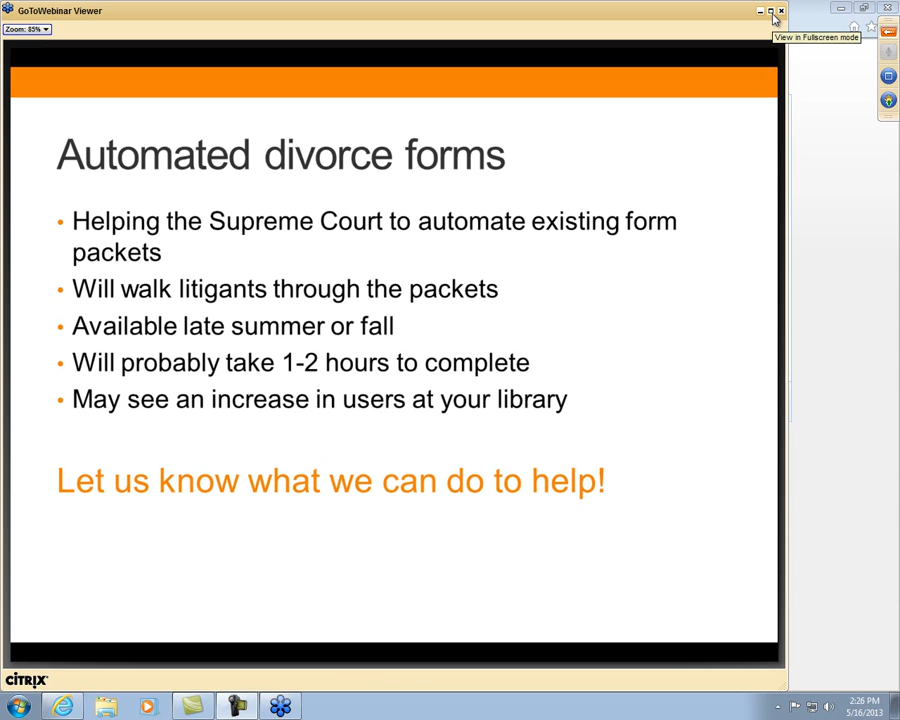 GoToWebinar Viewer
Zoom: 85%
View in Fullscreen mode
Automated divorce forms
• Helping the Supreme Court to automate existing form
packets
• Will walk litigants through the packets
• Available late summer or fall
• Will probably take 1-2 hours to complete
• May see an increase in users at your library
Let us know what we can do to help!
CİTRIX
2:26 PM
5/16/2013